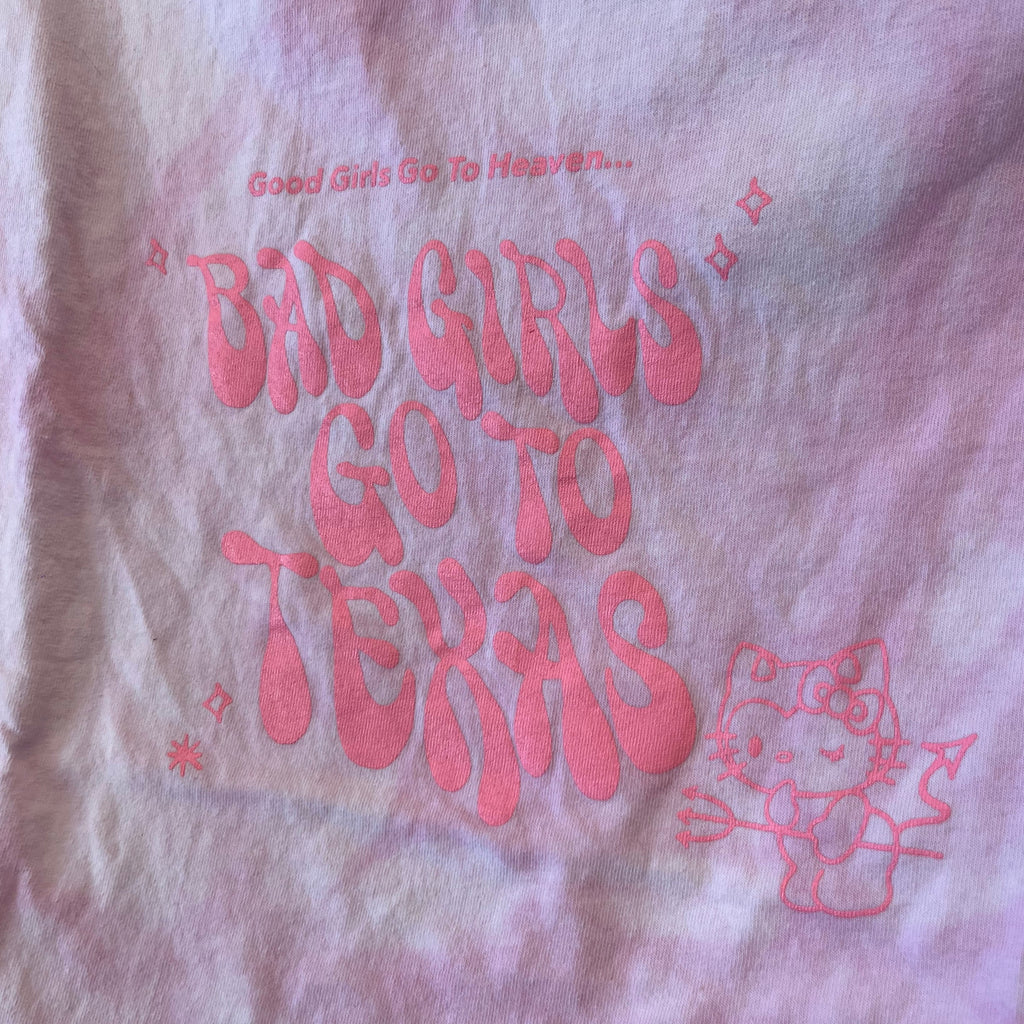 Good Girls Go To Heaven...
BAD GIRLS
GO TO
TEXAS